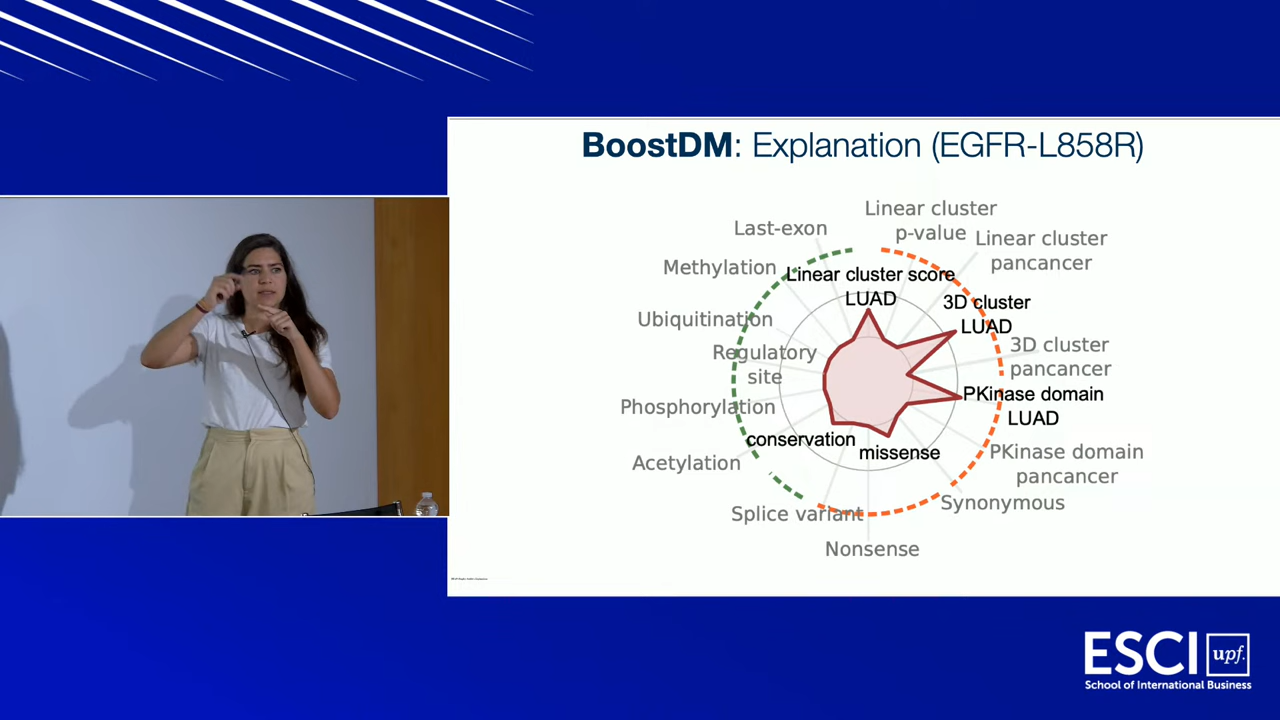 BoostDM: Explanation (EGFR-L858R)
Linear cluster
p-value
Last-exon
Linear cluster
pancancer
Methylation
Linear cluster score
LUAD
3D cluster
LUAD
Ubiquitination
3D cluster
pancancer
Regulatory
site
PKinase domain
LUAD
Phosphorylation
conservation
missense
PKinase domain
pancancer
Acetylation
Synonymous
Splice variant
Nonsense
ESCI upf.
School of International Business